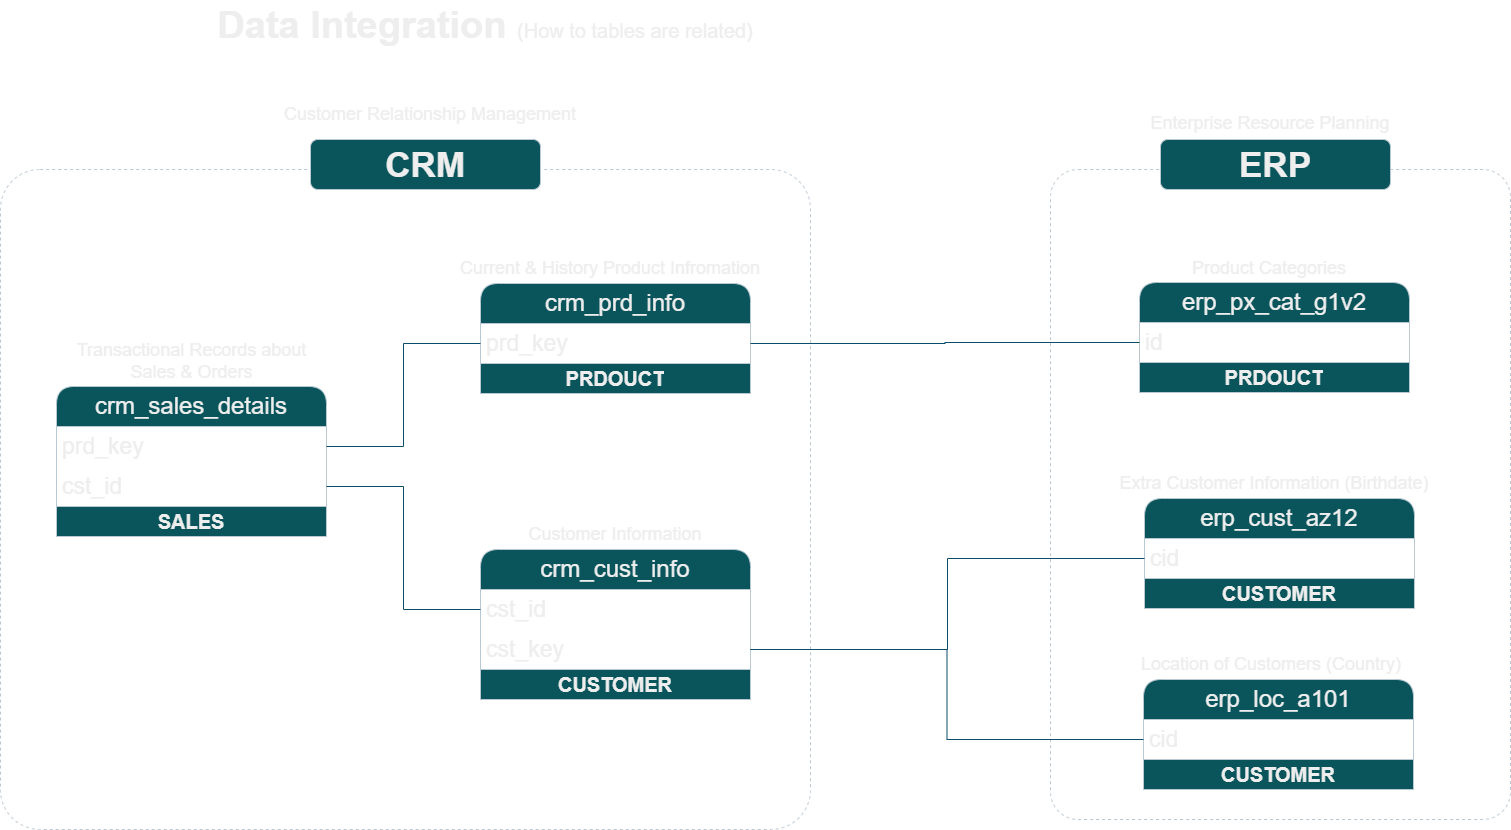 Data Integration (How to tables are related)
Customer Relationship Management
CRM
Enterprise Resource Planning
ERP
Transactional Records about
Sales & Orders
crm_sales_details
prd_key
cst_id
SALES
Current & History Product Infromation
crm_prd_info
prd_key
PRDOUCT
Customer Information
crm_cust_info
cst_id
cst_key
CUSTOMER
Product Categories
erp_px_cat_g1v2
id
PRDOUCT
Extra Customer Information (Birthdate)
erp_cust_az12
cid
CUSTOMER
Location of Customers (Country)
erp_loc_a101
cid
CUSTOMER